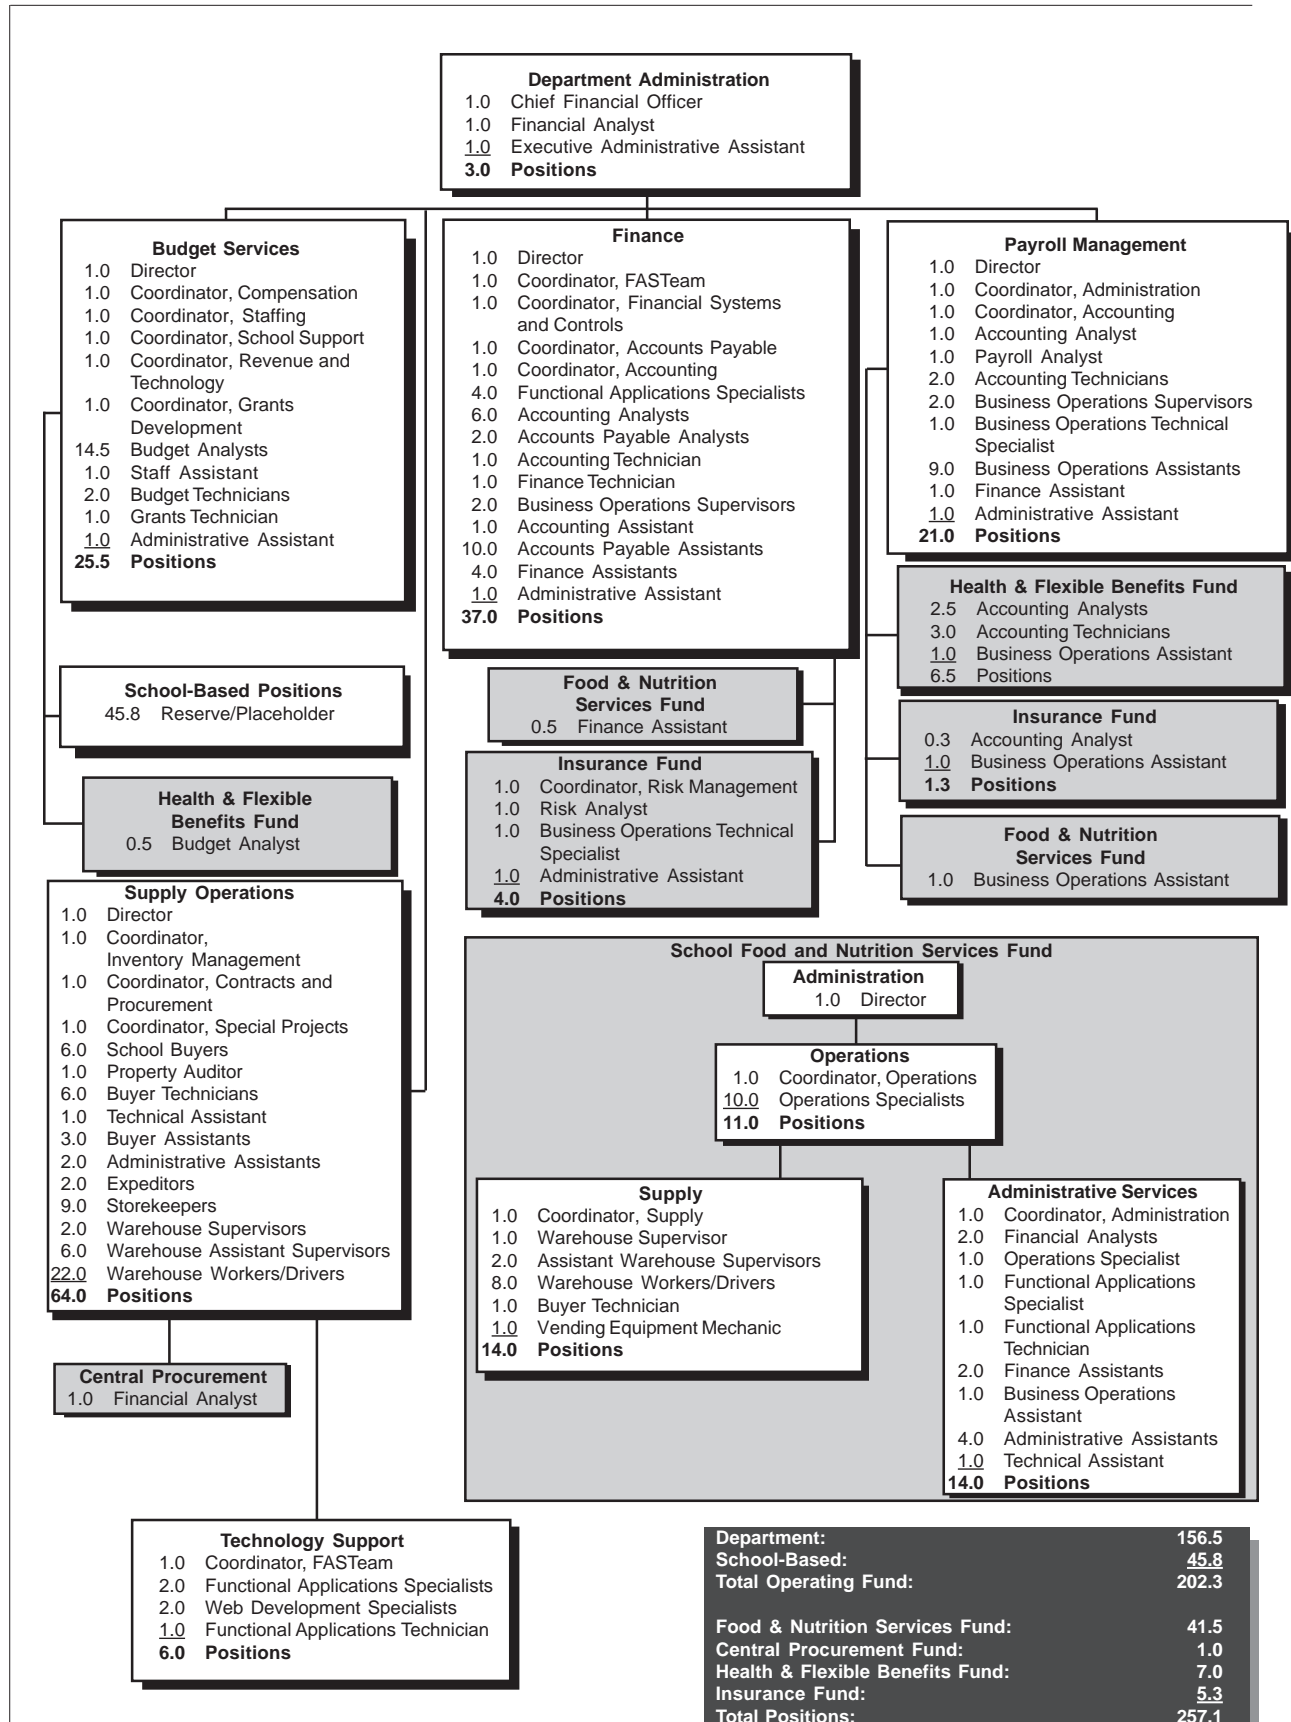 Department Administration
1.0 Chief Financial Officer
1.0 Financial Analyst
1.0 Executive Administrative Assistant
3.0 Positions
Budget Services
1.0 Director
1.0 Coordinator, Compensation
1.0 Coordinator, Staffing
1.0 Coordinator, School Support
1.0 Coordinator, Revenue and
Technology
1.0 Coordinator, Grants
Development
14.5 Budget Analysts
1.0 Staff Assistant
2.0 Budget Technicians
1.0 Grants Technician
1.0 Administrative Assistant
25.5 Positions
School-Based Positions
45.8 Reserve/Placeholder
Health & Flexible
Benefits Fund
0.5 Budget Analyst
Finance
1.0 Director
1.0 Coordinator, FASTeam
1.0 Coordinator, Financial Systems
and Controls
1.0 Coordinator, Accounts Payable
1.0 Coordinator, Accounting
4.0 Functional Applications Specialists
6.0 Accounting Analysts
2.0 Accounts Payable Analysts
1.0 Accounting Technician
1.0 Finance Technician
2.0 Business Operations Supervisors
1.0 Accounting Assistant
10.0 Accounts Payable Assistants
4.0 Finance Assistants
1.0 Administrative Assistant
37.0 Positions
Food & Nutrition
Services Fund
0.5 Finance Assistant
Insurance Fund
1.0 Coordinator, Risk Management
1.0 Risk Analyst
1.0 Business Operations Technical
Specialist
1.0 Administrative Assistant
4.0 Positions
Payroll Management
1.0 Director
1.0 Coordinator, Administration
1.0 Coordinator, Accounting
1.0 Accounting Analyst
1.0 Payroll Analyst
2.0 Accounting Technicians
2.0 Business Operations Supervisors
1.0 Business Operations Technical
Specialist
9.0 Business Operations Assistants
1.0 Finance Assistant
1.0 Administrative Assistant
21.0 Positions
Health & Flexible Benefits Fund
2.5 Accounting Analysts
3.0 Accounting Technicians
1.0 Business Operations Assistant
6.5 Positions
Insurance Fund
0.3 Accounting Analyst
1.0 Business Operations Assistant
1.3 Positions
Food & Nutrition
Services Fund
1.0 Business Operations Assistant
Supply Operations
1.0 Director
1.0 Coordinator,
Inventory Management
1.0 Coordinator, Contracts and
Procurement
1.0 Coordinator, Special Projects
6.0 School Buyers
1.0 Property Auditor
6.0 Buyer Technicians
1.0 Technical Assistant
3.0 Buyer Assistants
2.0 Administrative Assistants
2.0 Expeditors
9.0 Storekeepers
2.0 Warehouse Supervisors
6.0 Warehouse Assistant Supervisors
22.0 Warehouse Workers/Drivers
64.0 Positions
Central Procurement
1.0 Financial Analyst
Technology Support
1.0 Coordinator, FASTeam
2.0 Functional Applications Specialists
2.0 Web Development Specialists
1.0 Functional Applications Technician
6.0 Positions
School Food and Nutrition Services Fund
Administration
1.0 Director
Operations
1.0 Coordinator, Operations
10.0 Operations Specialists
11.0 Positions
Supply
1.0 Coordinator, Supply
1.0 Warehouse Supervisor
2.0 Assistant Warehouse Supervisors
8.0 Warehouse Workers/Drivers
1.0 Buyer Technician
1.0 Vending Equipment Mechanic
14.0 Positions
Administrative Services
1.0 Coordinator, Administration
2.0 Financial Analysts
1.0 Operations Specialist
1.0 Functional Applications
Specialist
1.0 Functional Applications
Technician
2.0 Finance Assistants
1.0 Business Operations
Assistant
4.0 Administrative Assistants
1.0 Technical Assistant
14.0 Positions
Department: 156.5
School-Based: 45.8
Total Operating Fund: 202.3
Food & Nutrition Services Fund: 41.5
Central Procurement Fund: 1.0
Health & Flexible Benefits Fund: 7.0
Insurance Fund: 5.3
Total Positions: 257.1